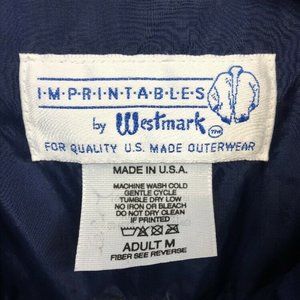 I·M·P·R·I·N·T·A·B·L·E·S
by Westmark TM
FOR QUALITY U.S. MADE OUTERWEAR
MADE IN U.S.A.
MACHINE WASH COLD
GENTLE CYCLE
TUMBLE DRY LOW
NO IRON OR BLEACH
DO NOT DRY CLEAN
IF PRINTED
ADULT M
FIBER SEE REVERSE